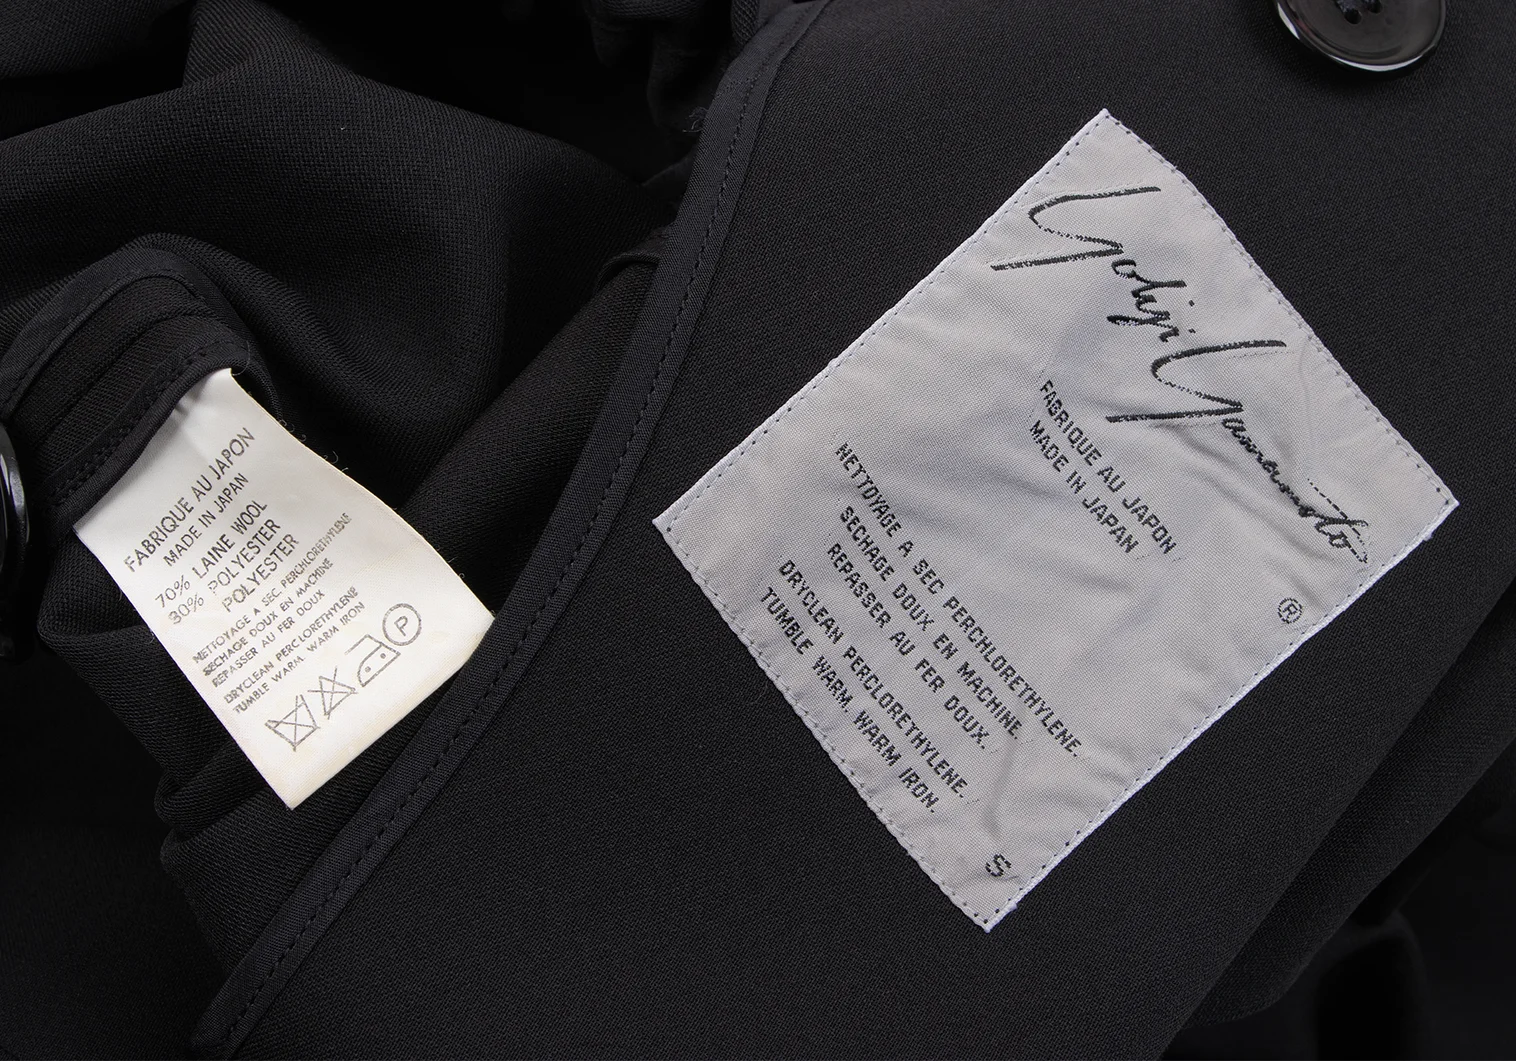 FABRIQUE AU JAPON
MADE IN JAPAN
70% LAINE WOOL
30% POLYESTER
POLYESTER
NETTOYAGE A SEC PERCHLORETHYLENE
SECHAGE DOUX EN MACHINE
REPASSER AU FER DOUX
DRYCLEAN PERCLORETHYLENE
TUMBLE WARM WARM IRON
P
Yohji Yamamoto
®
FABRIQUE AU JAPON
MADE IN JAPAN
NETTOYAGE A SEC PERCHLORETHYLENE.
SECHAGE DOUX EN MACHINE.
REPASSER AU FER DOUX.
DRYCLEAN PERCLORETHYLENE.
TUMBLE WARM. WARM IRON.
S